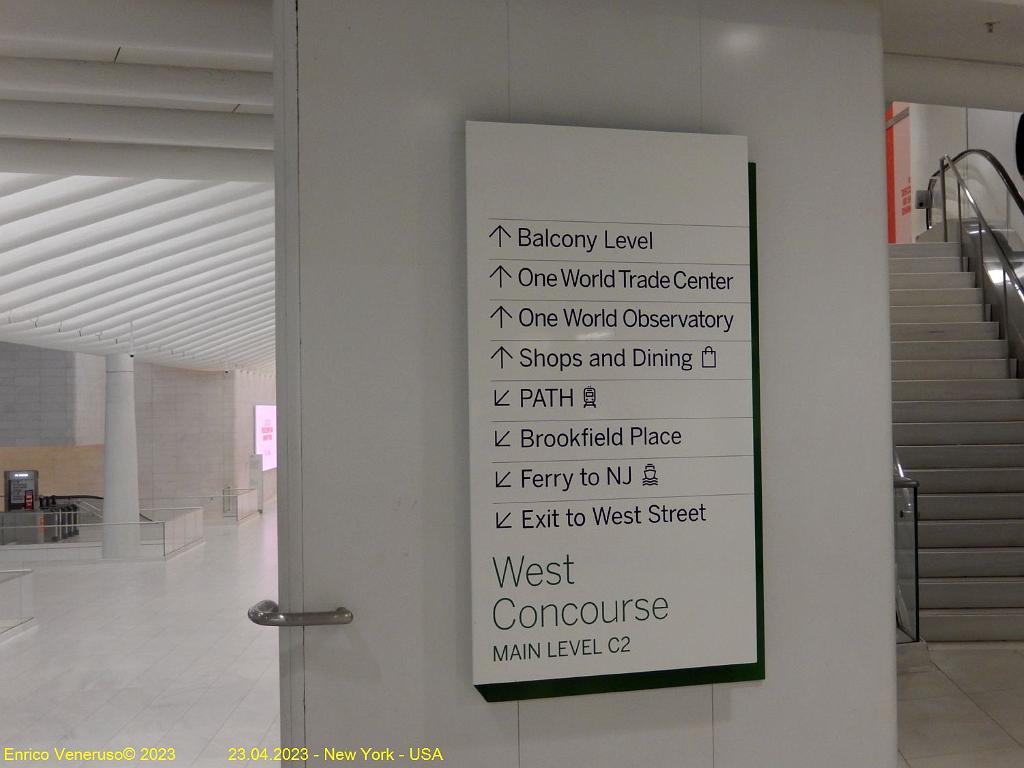 ↑ Balcony Level
↑ One World Trade Center
↑ One World Observatory
↑ Shops and Dining
↙ PATH
↙ Brookfield Place
↙ Ferry to NJ
↙ Exit to West Street
West
Concourse
MAIN LEVEL C2
Enrico Veneruso© 2023 23.04.2023 - New York - USA